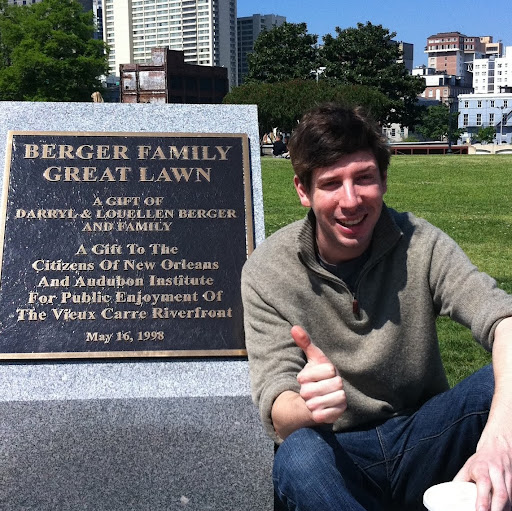 BERGER FAMILY
GREAT LAWN
A GIFT OF
DARRYL & LOUELLEN BERGER
AND FAMILY
A Gift To The
Citizens Of New Orleans
And Audubon Institute
For Public Enjoyment Of
The Vieux Carre Riverfront
May 16, 1998